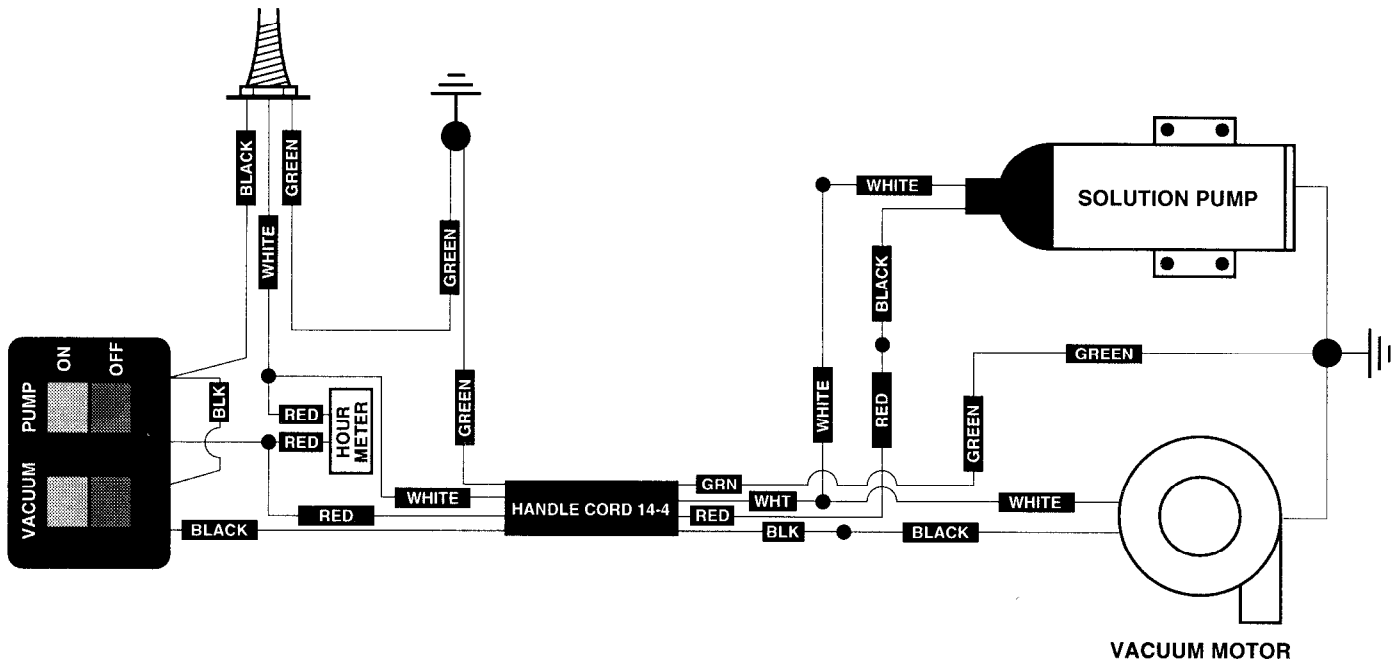 BLACK
GREEN
WHITE
GREEN
WHITE
SOLUTION PUMP
BLACK
GREEN
ON
OFF
PUMP
BLK
RED
RED
HOUR
METER
GREEN
WHITE
RED
GREEN
VACUUM
WHITE
RED
BLACK
HANDLE CORD 14-4
GRN
WHT
RED
BLK
WHITE
BLACK
VACUUM MOTOR